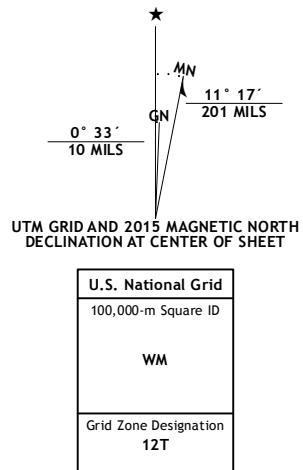 ★
MN
GN
11° 17´
201 MILS
0° 33´
10 MILS
UTM GRID AND 2015 MAGNETIC NORTH
DECLINATION AT CENTER OF SHEET
U.S. National Grid
100,000-m Square ID
WM
Grid Zone Designation
12T